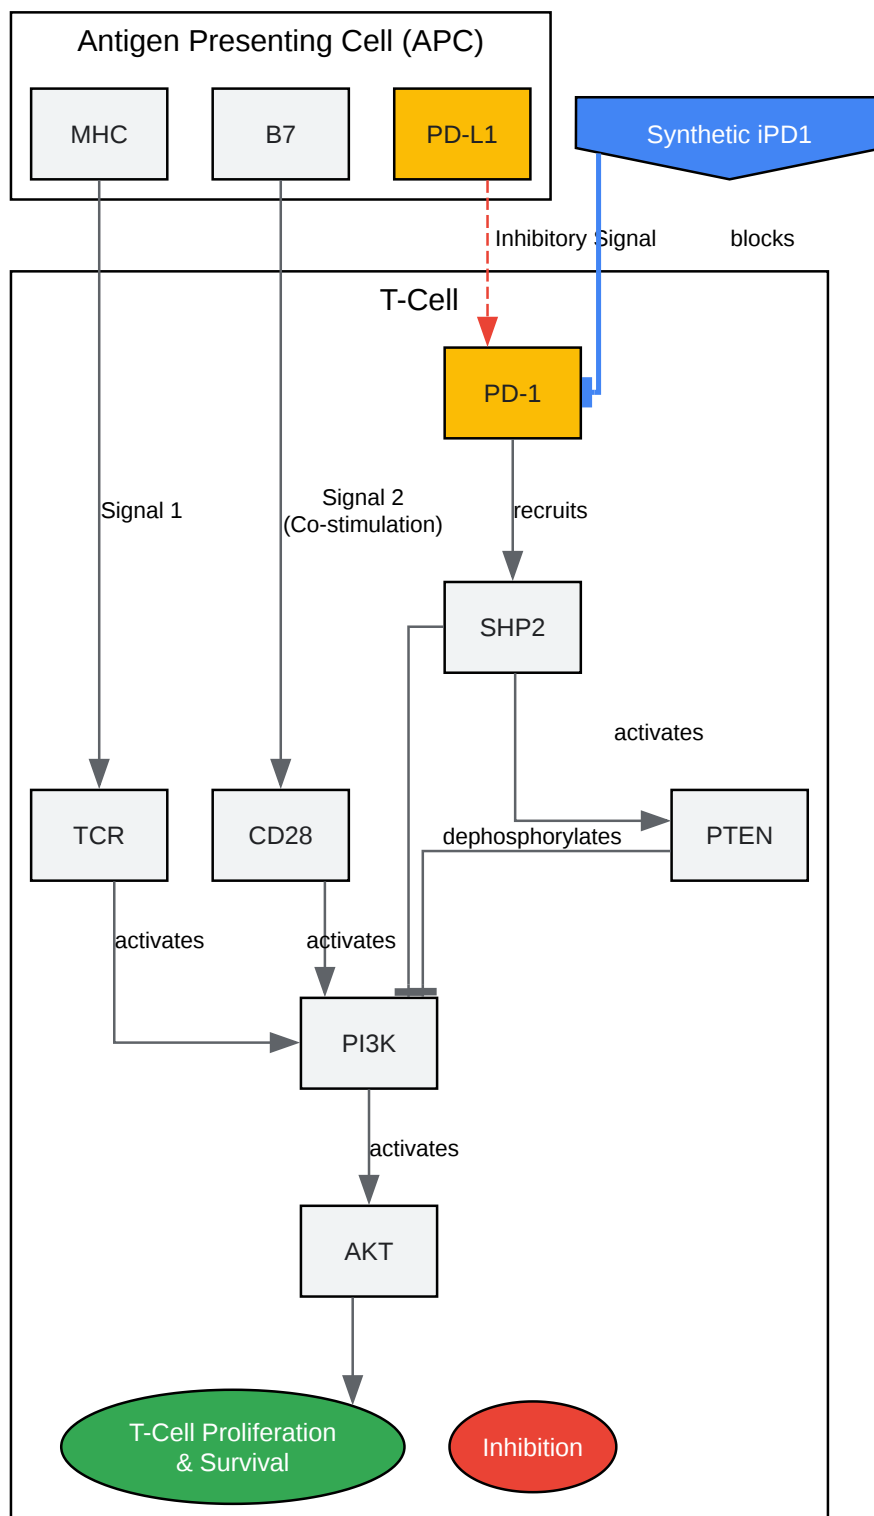 Antigen Presenting Cell (APC)
MHC
B7
PD-L1
Synthetic iPD1
Inhibitory Signal
blocks
T-Cell
PD-1
Signal 1
Signal 2
(Co-stimulation)
recruits
SHP2
activates
TCR
CD28
dephosphorylates
PTEN
activates
activates
PI3K
activates
AKT
T-Cell Proliferation
& Survival
Inhibition